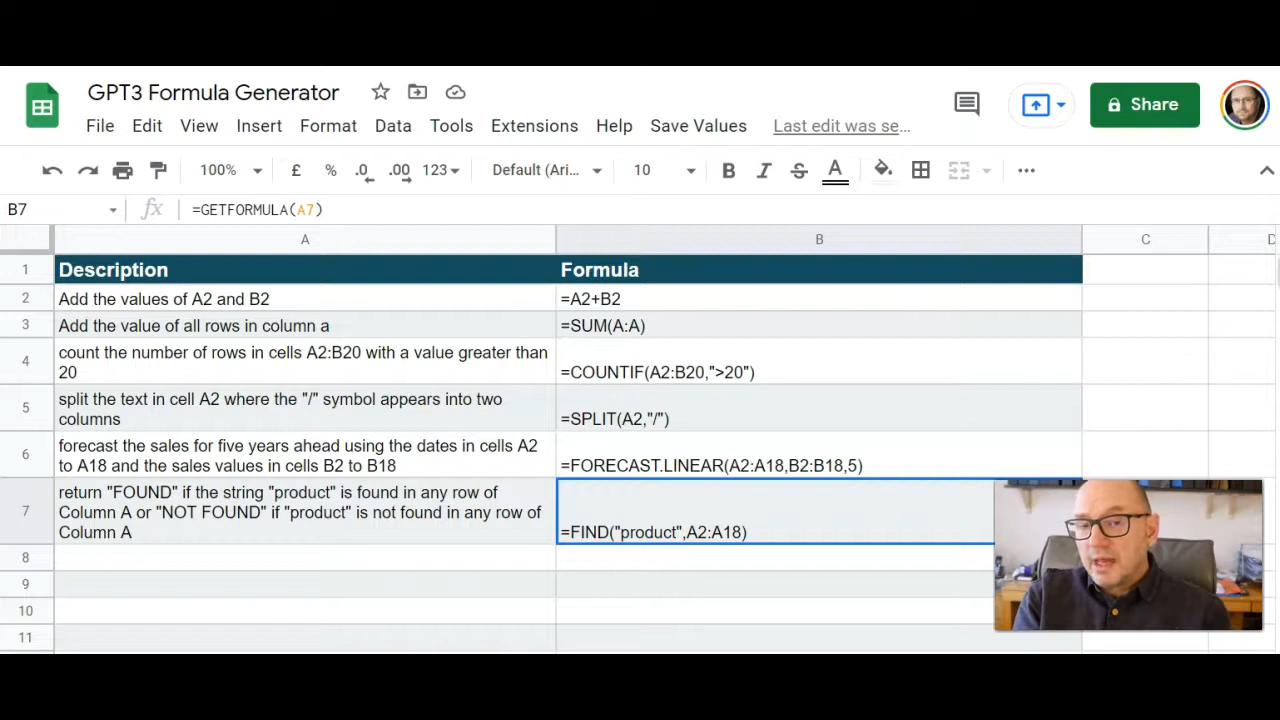 GPT3 Formula Generator
File Edit View Insert Format Data Tools Extensions Help Save Values Last edit was se...
Share
100% £ % .0 .00 123 Default (Ari... 10 B I S A ...
B7 fx =GETFORMULA(A7)
A B C D
1 Description Formula
2 Add the values of A2 and B2 =A2+B2
3 Add the value of all rows in column a =SUM(A:A)
count the number of rows in cells A2:B20 with a value greater than
4 20 =COUNTIF(A2:B20,">20")
split the text in cell A2 where the "/" symbol appears into two
5 columns =SPLIT(A2,"/")
forecast the sales for five years ahead using the dates in cells A2
6 to A18 and the sales values in cells B2 to B18 =FORECAST.LINEAR(A2:A18,B2:B18,5)
return "FOUND" if the string "product" is found in any row of
7 Column A or "NOT FOUND" if "product" is not found in any row of
Column A =FIND("product",A2:A18)
8
9
10
11